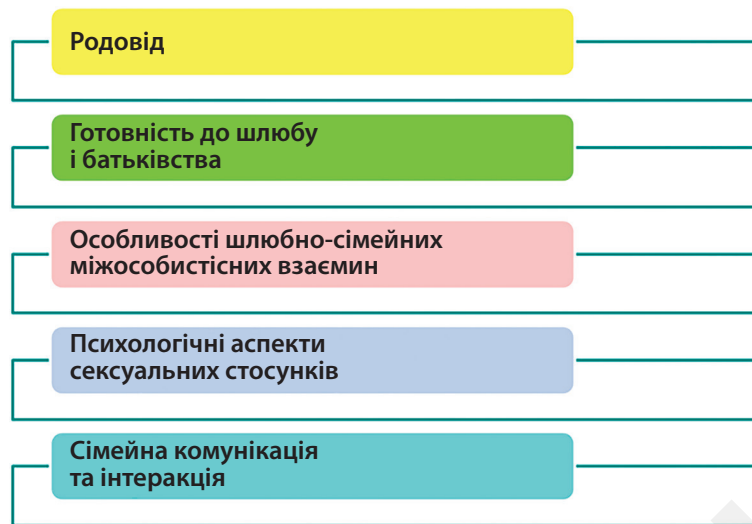 Родовід
Готовність до шлюбу
і батьківства
Особливості шлюбно-сімейних
міжособистісних взаємин
Психологічні аспекти
сексуальних стосунків
Сімейна комунікація
та інтеракція